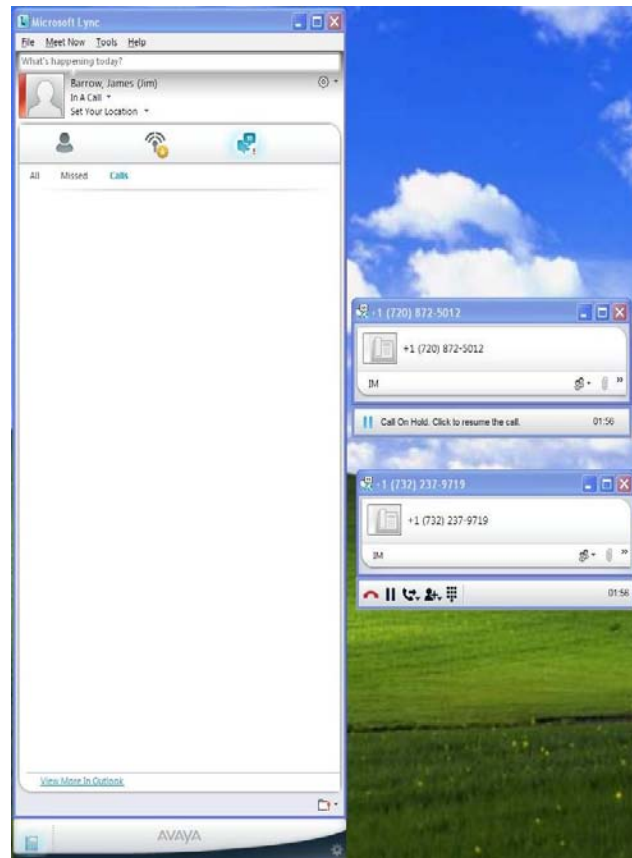 Microsoft Lync
File Meet Now Tools Help
What's happening today?
Barrow, James (Jim)
In A Call
Set Your Location
All Missed Calls
View More In Outlook
AVAYA
+1 (720) 872-5012
+1 (720) 872-5012
IM
Call On Hold. Click to resume the call. 01:56
+1 (732) 237-9719
+1 (732) 237-9719
IM
01:56